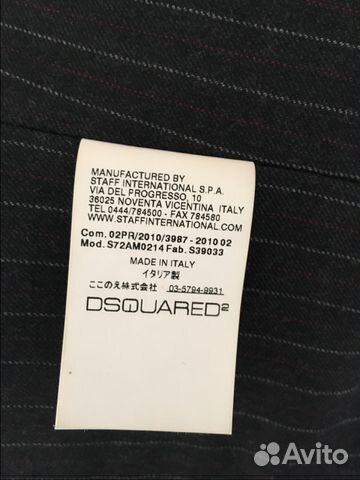 MANUFACTURED BY
STAFF INTERNATIONAL S.P.A.
VIA DEL PROGRESSO, 10
36025 NOVENTA VICENTINA ITALY
TEL 0444/784500 - FAX 784580
WWW.STAFFINTERNATIONAL.COM
Com. 02PR/2010/3987 - 2010 02
Mod. S72AM0214 Fab. S39033
MADE IN ITALY
イタリア製
ここのえ株式会社 03-5794-9931
DSQUARED2
Avito